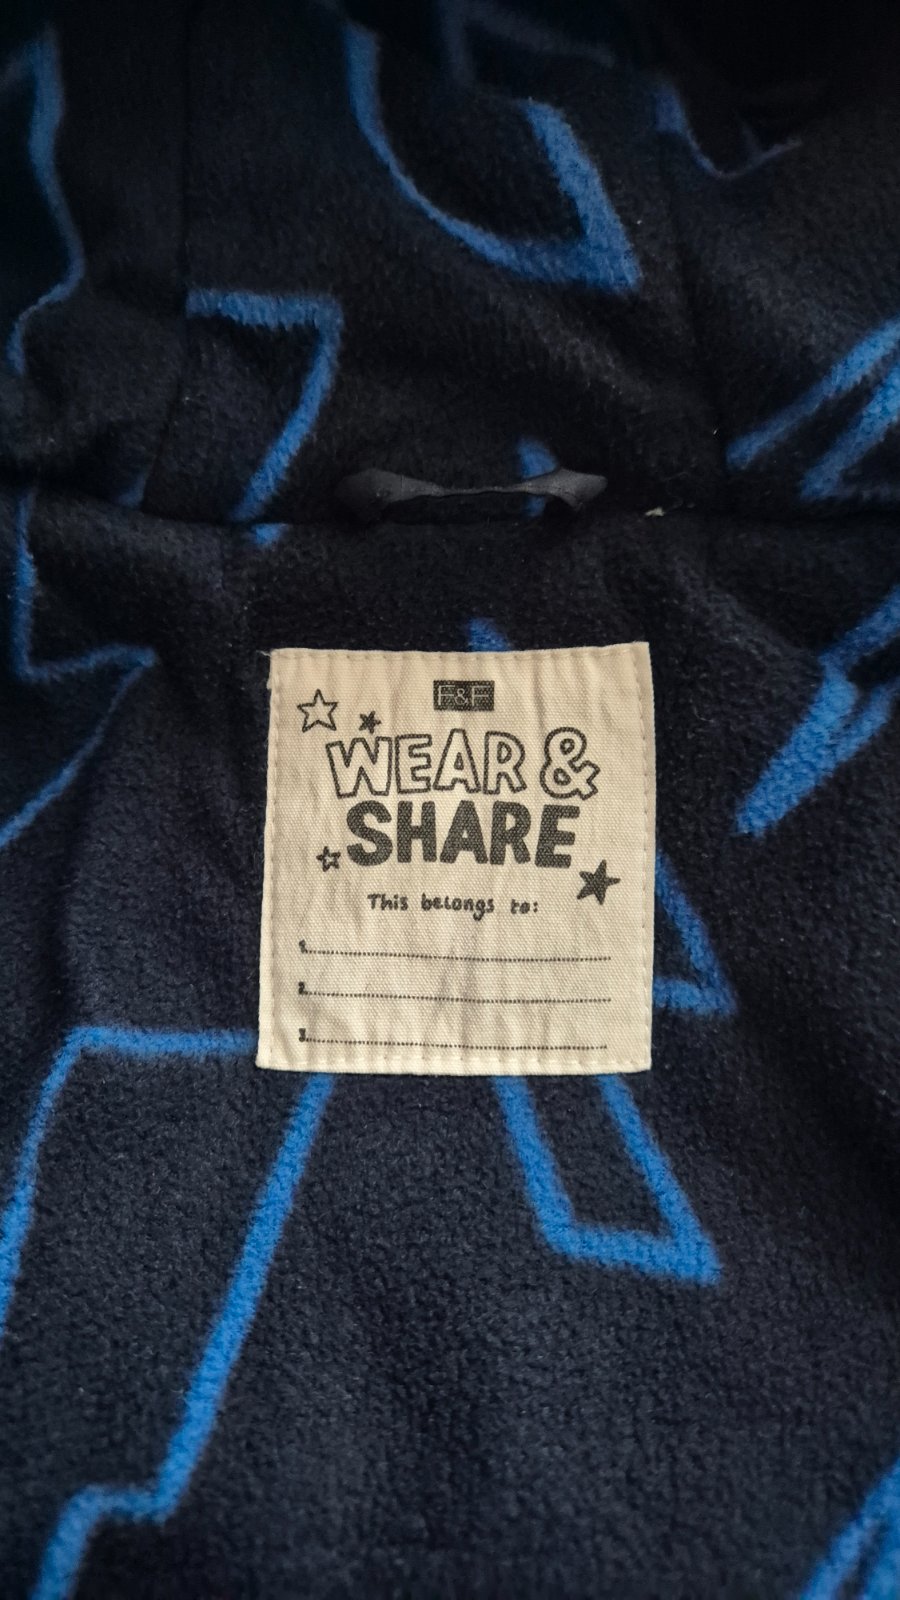 F&F
WEAR &
SHARE
This belongs to:
1.
2.
3.